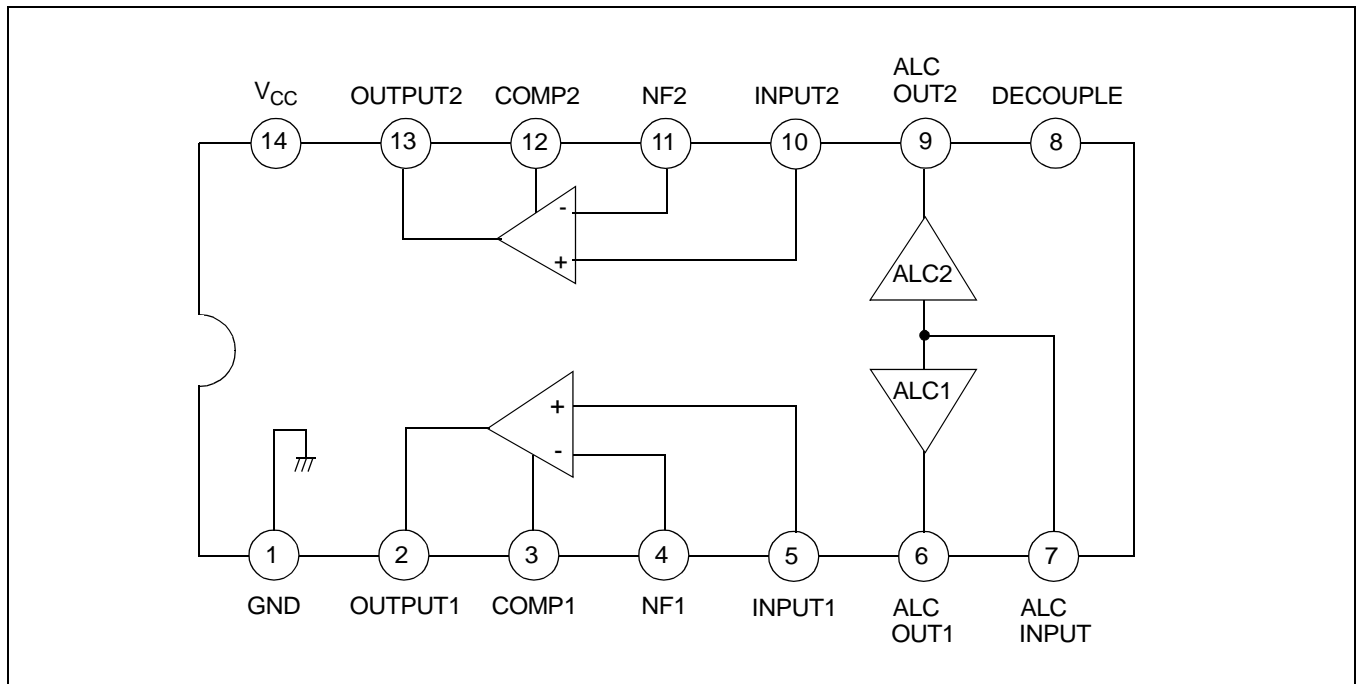 V_CC OUTPUT2 COMP2 NF2 INPUT2 ALC OUT2 DECOUPLE
14 13 12 11 10 9 8
-
+
ALC2
ALC1
+
-
1 2 3 4 5 6 7
GND OUTPUT1 COMP1 NF1 INPUT1 ALC OUT1 ALC INPUT